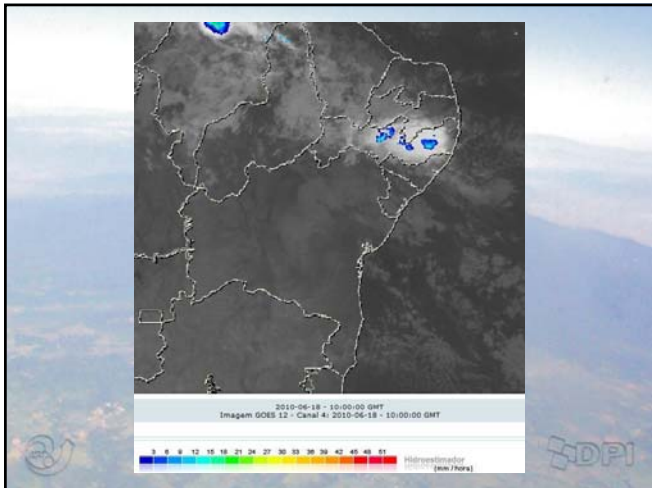 2010-06-18 - 10:00:00 GMT
Imagem GOES 12 - Canal 4: 2010-06-18 - 10:00:00 GMT
3 6 9 12 15 18 21 24 27 30 33 36 39 42 45 48 51
Hidroestimador
(mm/hora)
DPI